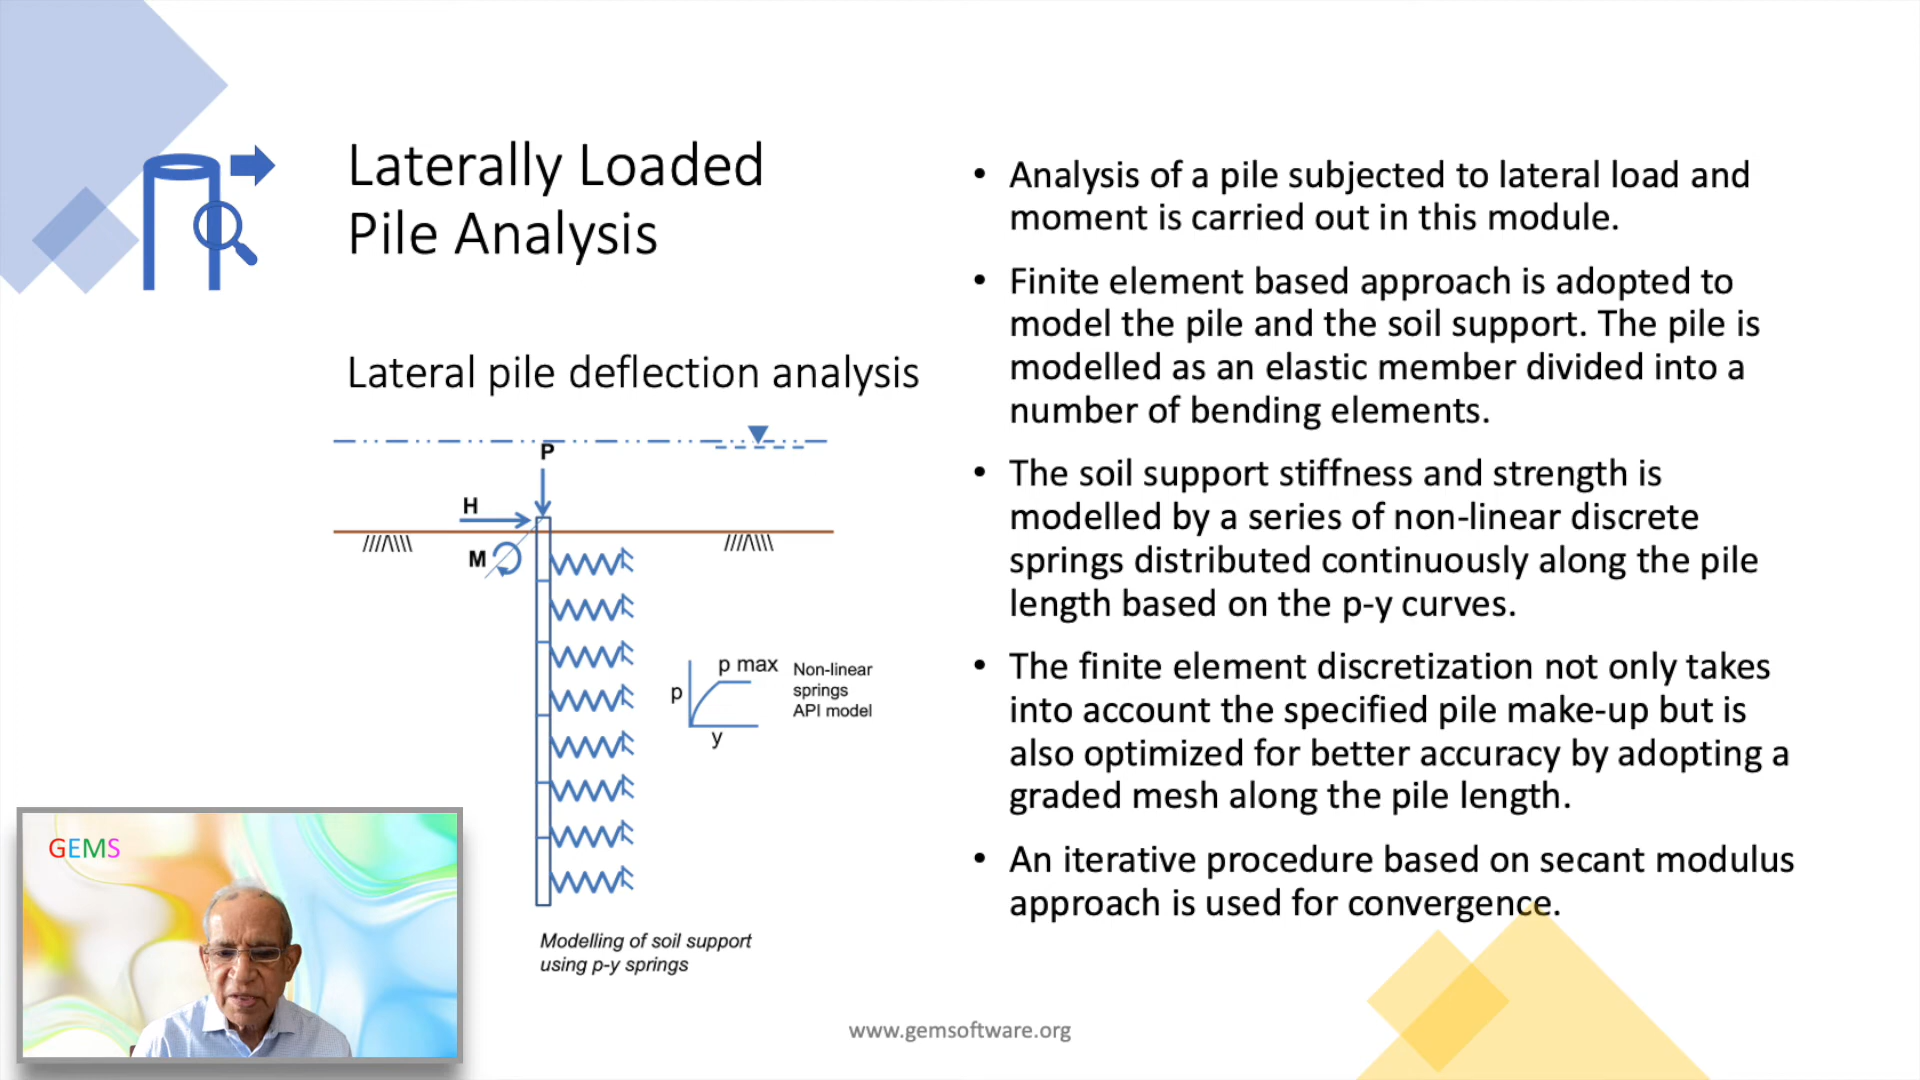 Laterally Loaded
Pile Analysis
Lateral pile deflection analysis
P
H
M
p max
p
y
Non-linear
springs
API model
Modelling of soil support
using p-y springs
• Analysis of a pile subjected to lateral load and
moment is carried out in this module.
• Finite element based approach is adopted to
model the pile and the soil support. The pile is
modelled as an elastic member divided into a
number of bending elements.
• The soil support stiffness and strength is
modelled by a series of non-linear discrete
springs distributed continuously along the pile
length based on the p-y curves.
• The finite element discretization not only takes
into account the specified pile make-up but is
also optimized for better accuracy by adopting a
graded mesh along the pile length.
• An iterative procedure based on secant modulus
approach is used for convergence.
GEMS
www.gemsoftware.org